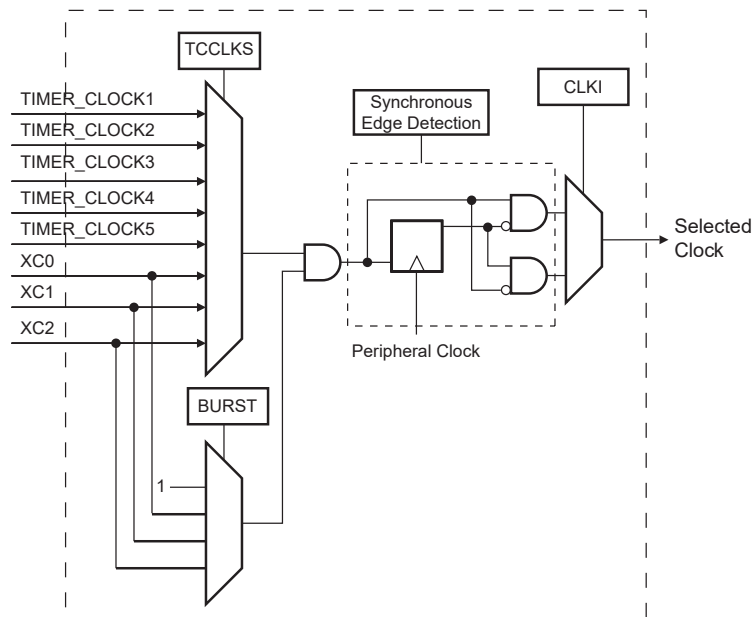 TCCLKS
TIMER_CLOCK1
CLKI
Synchronous
Edge Detection
TIMER_CLOCK2
TIMER_CLOCK3
TIMER_CLOCK4
TIMER_CLOCK5
Selected
Clock
XC0
XC1
XC2
Peripheral Clock
BURST
1